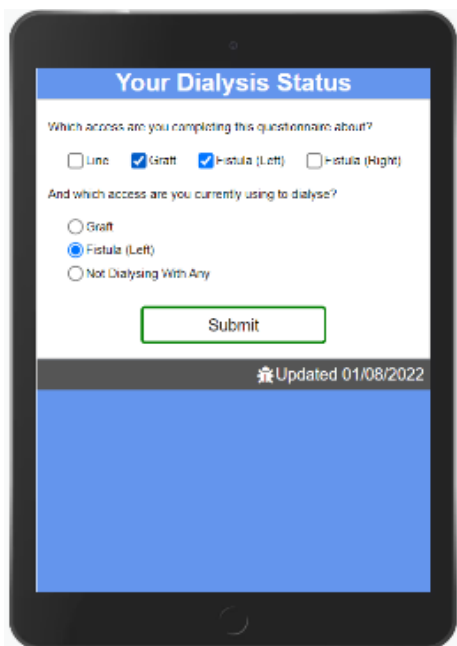 Your Dialysis Status
Which access are you completing this questionnaire about?
Line Graft Fistula (Left) Fistula (Right)
And which access are you currently using to dialyse?
Graft
Fistula (Left)
Not Dialysing With Any
Submit
Updated 01/08/2022